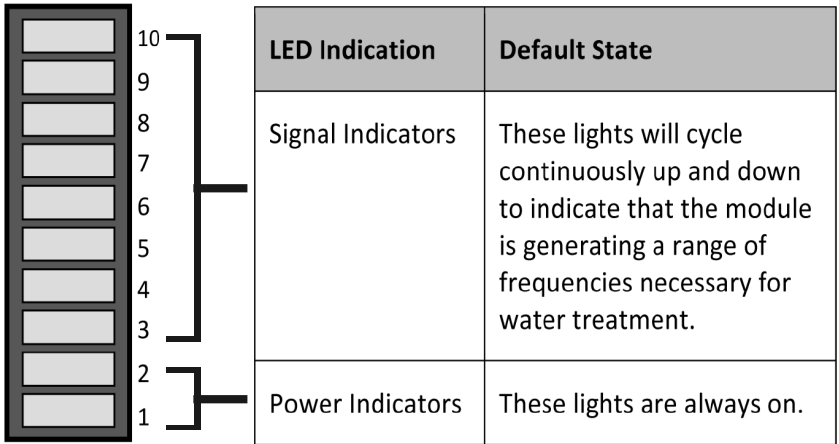 10
9
8
7
6
5
4
3
2
1
LED Indication
Default State
Signal Indicators
These lights will cycle
continuously up and down
to indicate that the module
is generating a range of
frequencies necessary for
water treatment.
Power Indicators
These lights are always on.